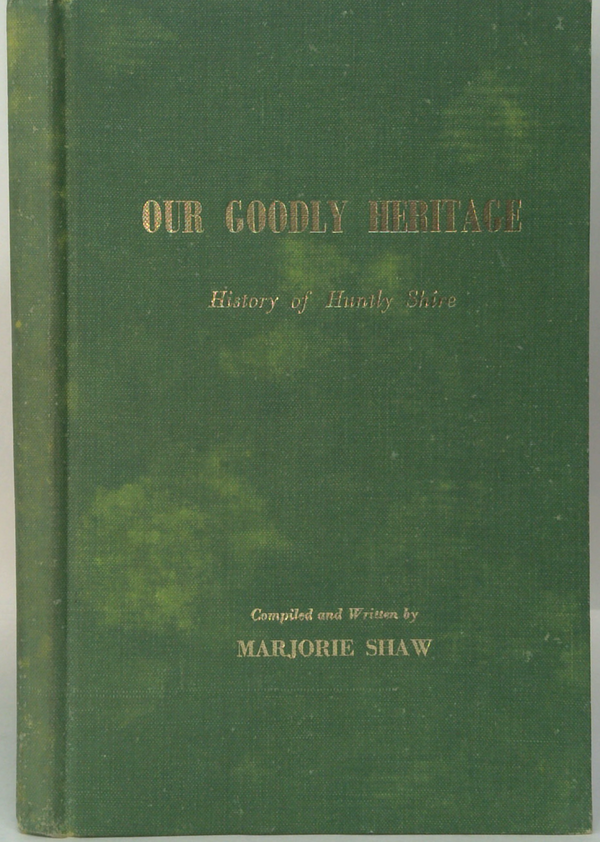 OUR GOODLY HERITAGE
History of Huntly Shire
Compiled and Written by
MARJORIE SHAW